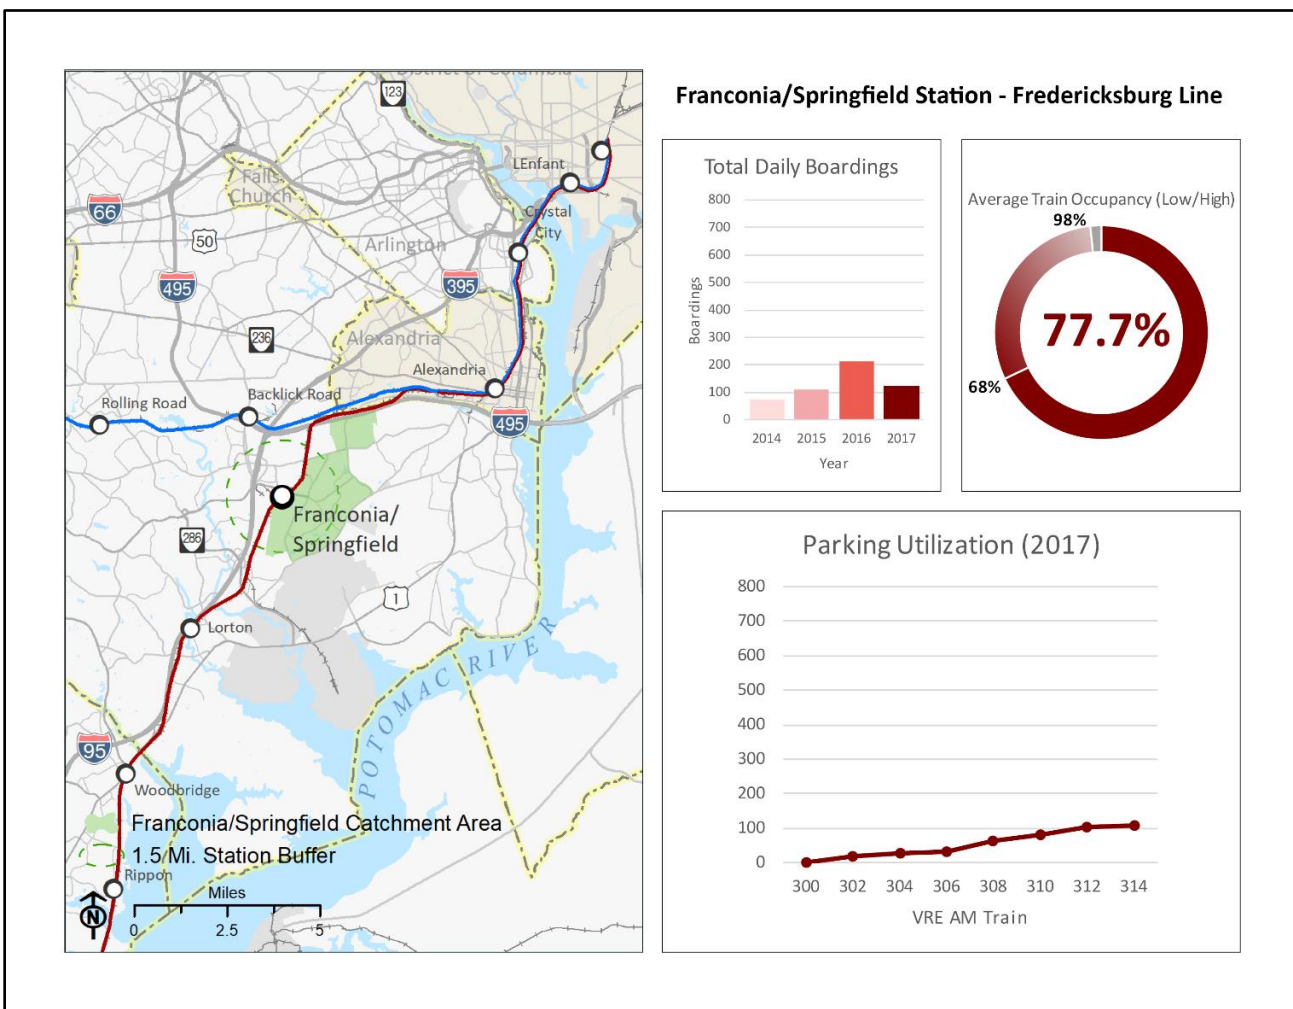 Franconia/Springfield Station - Fredericksburg Line
District of Columbia
123
LEnfant
Falls
Church
66
50
Crystal
City
Arlington
495
395
236
Alexandria
Alexandria
Backlick Road
Rolling Road
495
Franconia/
Springfield
286
1
Lorton
POTOMAC RIVER
95
Woodbridge
Franconia/Springfield Catchment Area
1.5 Mi. Station Buffer
Rippon
Miles
N
0 2.5 5
Total Daily Boardings
800
700
600
500
400
300
200
100
0
Boardings
2014 2015 2016 2017
Year
Average Train Occupancy (Low/High)
98%
77.7%
68%
Parking Utilization (2017)
800
700
600
500
400
300
200
100
0
300 302 304 306 308 310 312 314
VRE AM Train